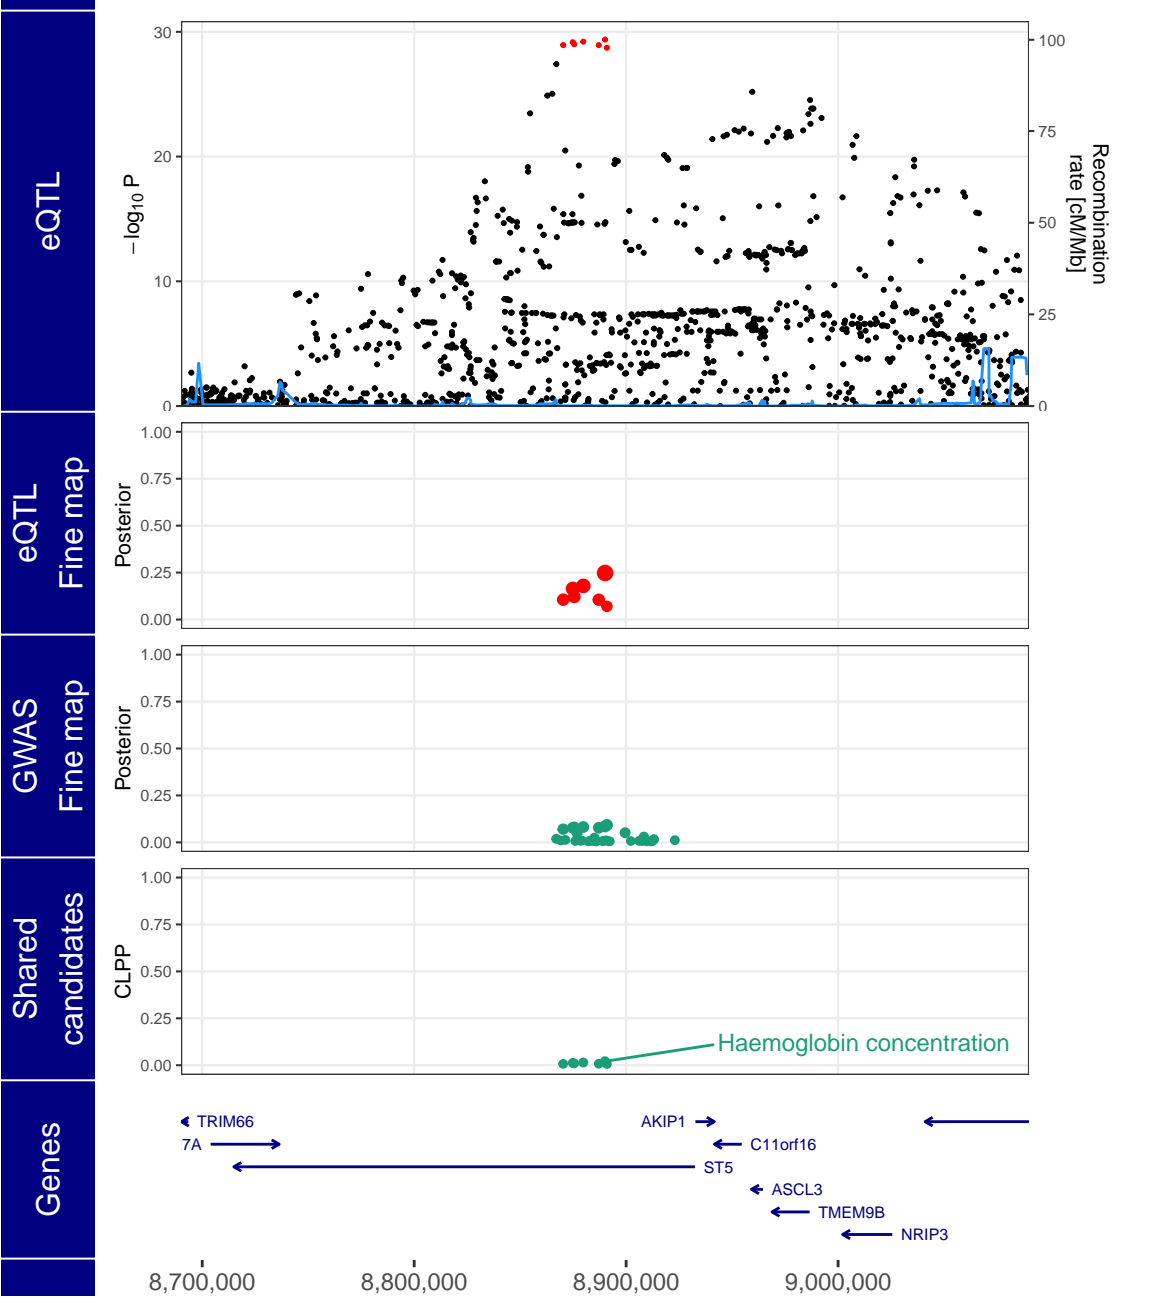 eQTL
30
20
10
0
−log10 P
100
75
50
25
0
Recombination
rate [cM/Mb]
eQTL
Fine map
Posterior
1.00
0.75
0.50
0.25
0.00
GWAS
Fine map
Posterior
1.00
0.75
0.50
0.25
0.00
Shared
candidates
CLPP
1.00
0.75
0.50
0.25
0.00
Haemoglobin concentration
Genes
TRIM66
AKIP1
7A
C11orf16
ST5
ASCL3
TMEM9B
NRIP3
8,700,000
8,800,000
8,900,000
9,000,000